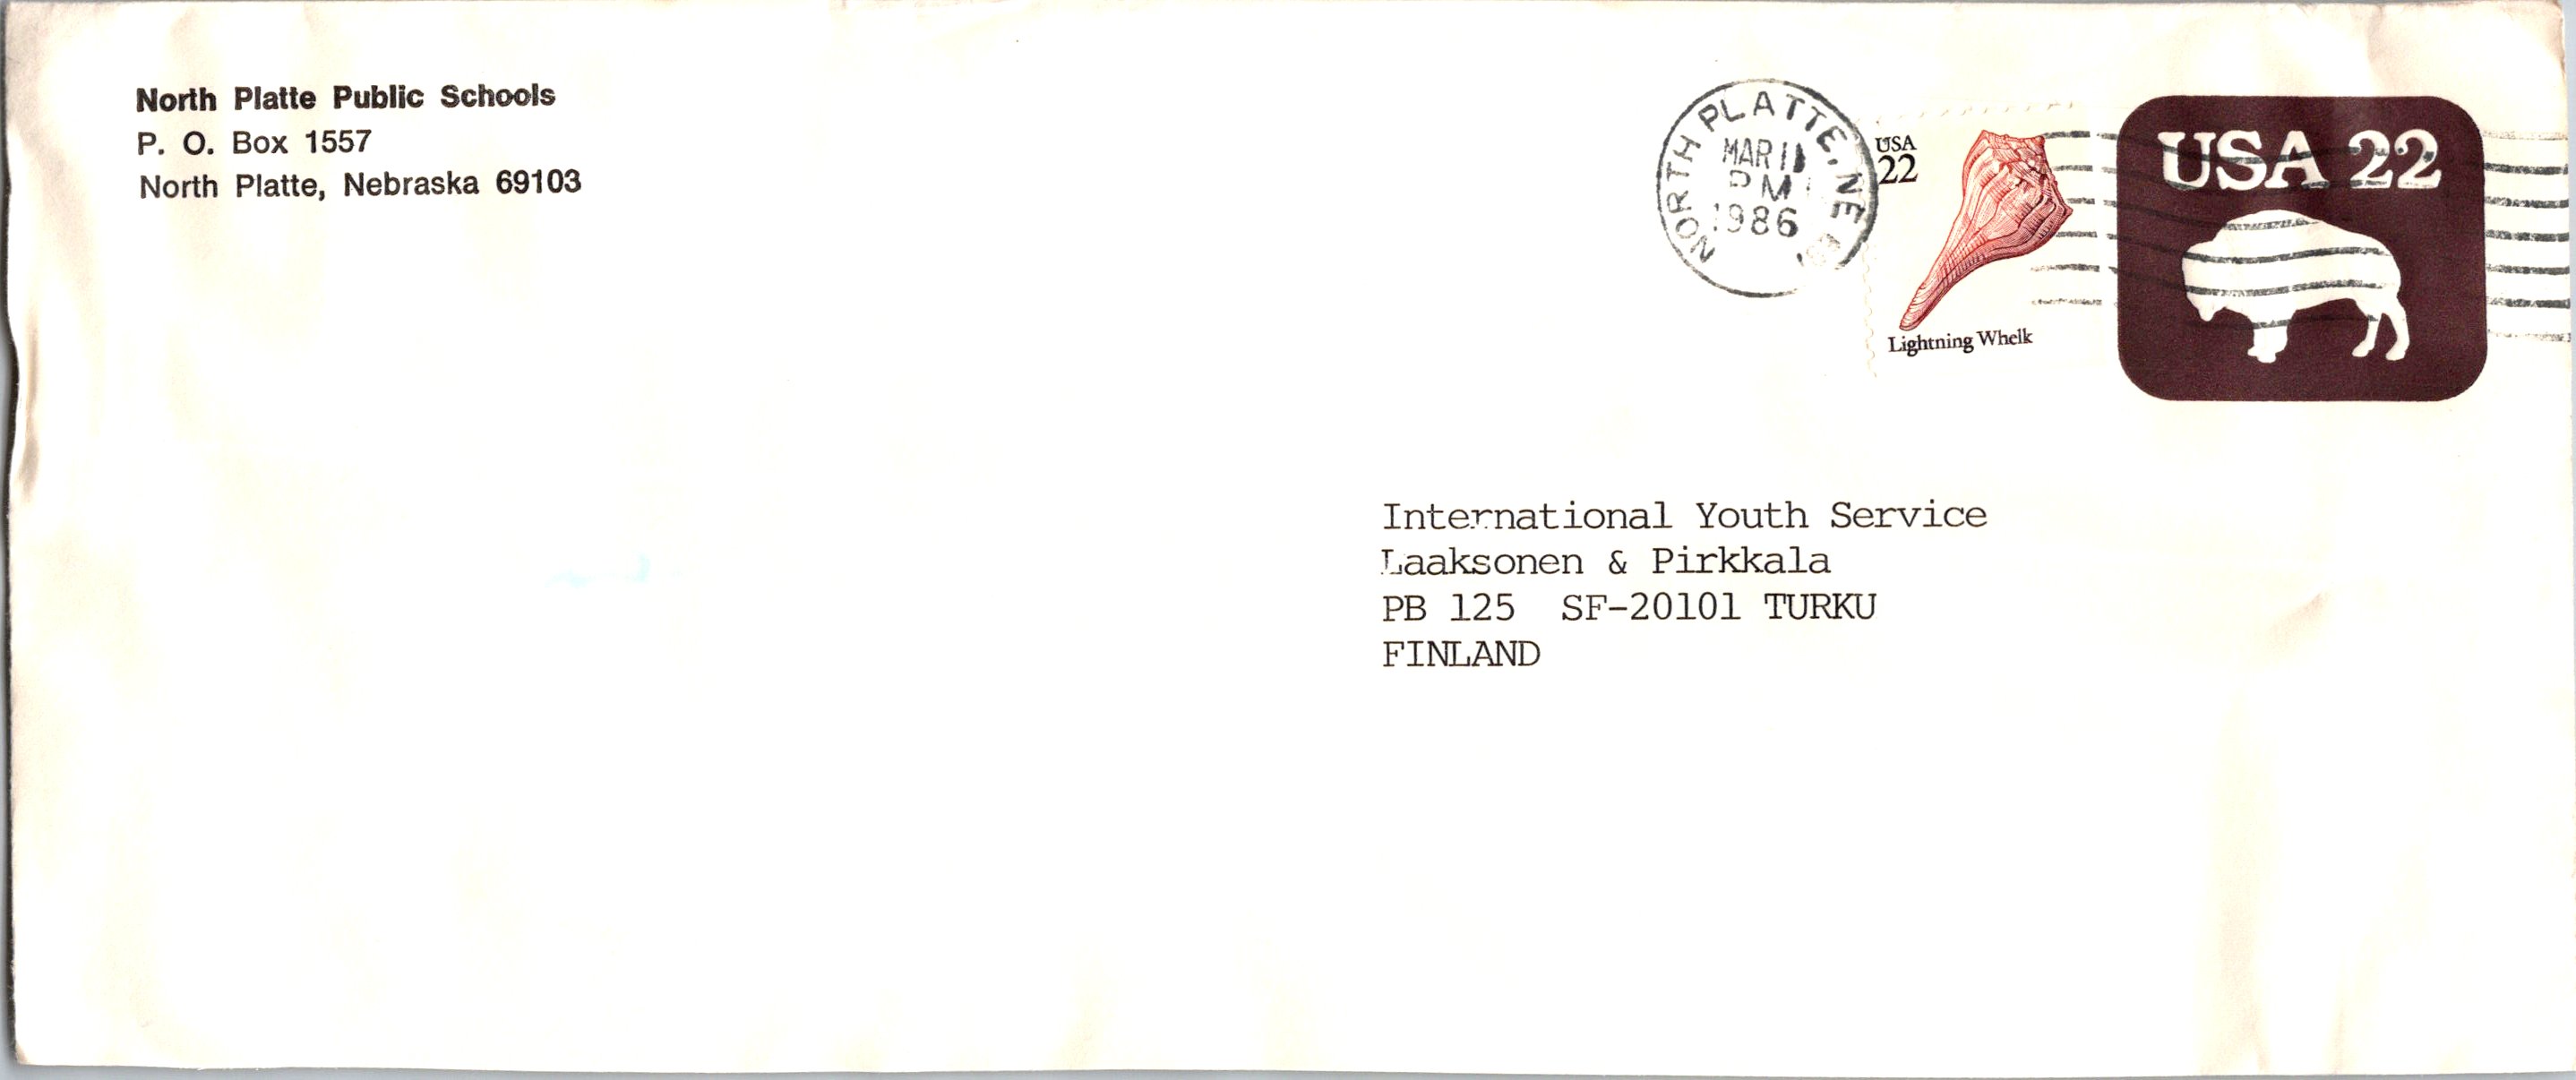 North Platte Public Schools
P. O. Box 1557
North Platte, Nebraska 69103
NORTH PLATTE, NE
MAR 11
PM
1986
USA
22
Lightning Whelk
USA 22
International Youth Service
Laaksonen & Pirkkala
PB 125 SF-20101 TURKU
FINLAND